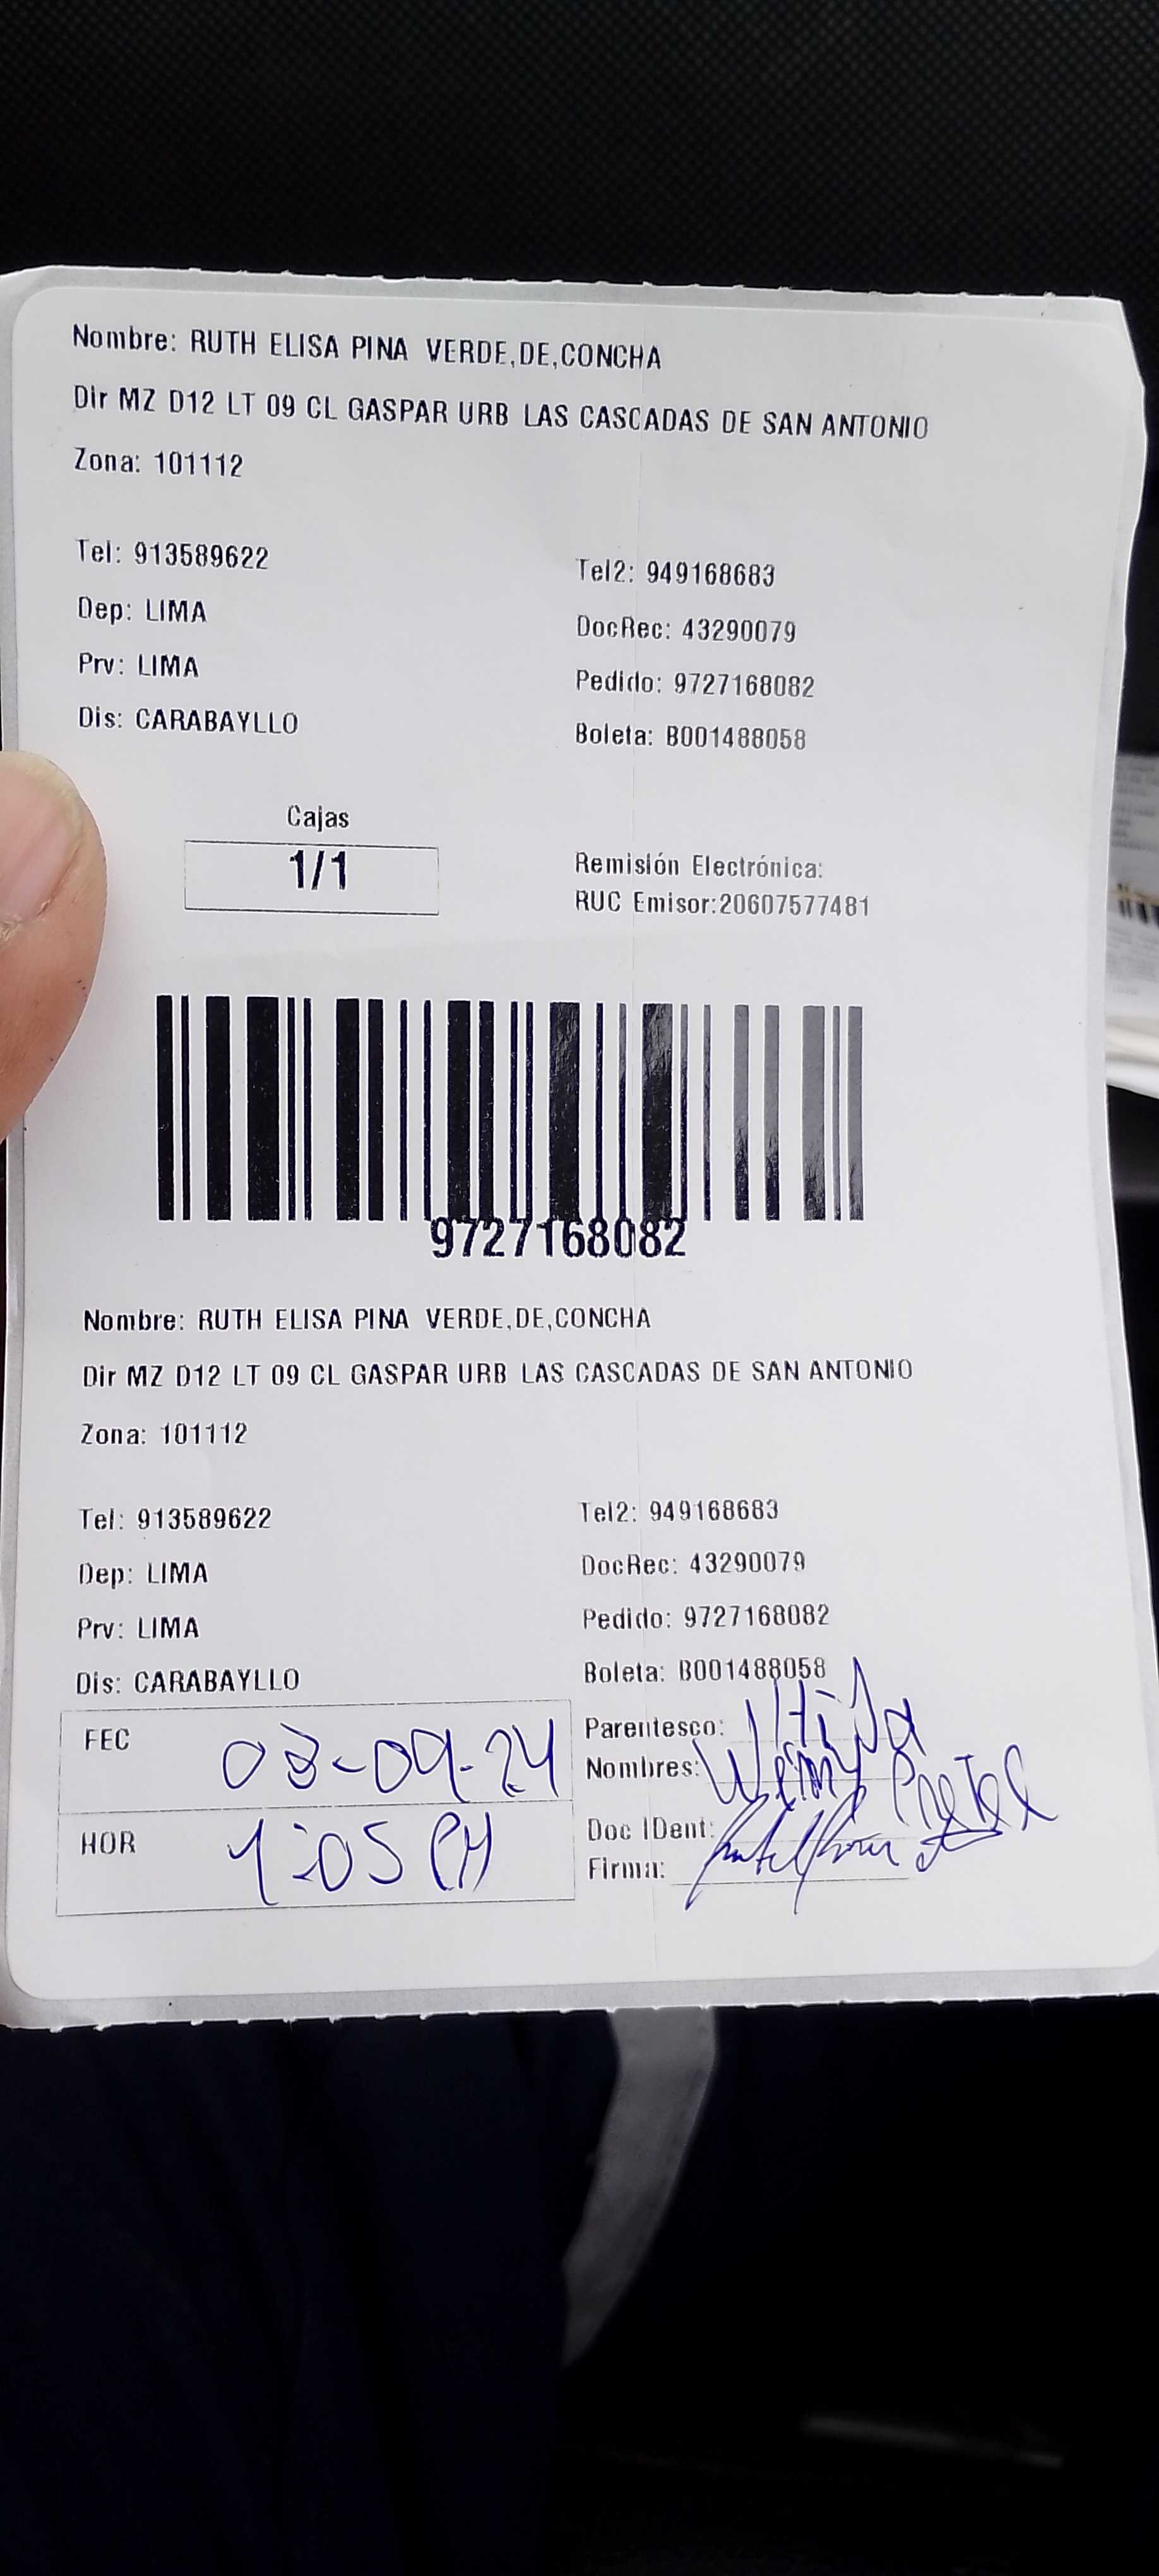 Nombre: RUTH ELISA PINA VERDE,DE,CONCHA
Dir MZ D12 LT 09 CL GASPAR URB LAS CASCADAS DE SAN ANTONIO
Zona: 101112
Tel: 913589622 Tel2: 949168683
Dep: LIMA DocRec: 43290079
Prv: LIMA Pedido: 9727168082
Dis: CARABAYLLO Boleta: B001488058
Cajas
1/1
Remisión Electrónica:
RUC Emisor:20607577481
9727168082
Nombre: RUTH ELISA PINA VERDE,DE,CONCHA
Dir MZ D12 LT 09 CL GASPAR URB LAS CASCADAS DE SAN ANTONIO
Zona: 101112
Tel: 913589622 Tel2: 949168683
Dep: LIMA DocRec: 43290079
Prv: LIMA Pedido: 9727168082
Dis: CARABAYLLO Boleta: B001488058
FEC 03-09-24
HOR 1:05 PM
Parentesco:
Nombres:
Doc IDent:
Firma: